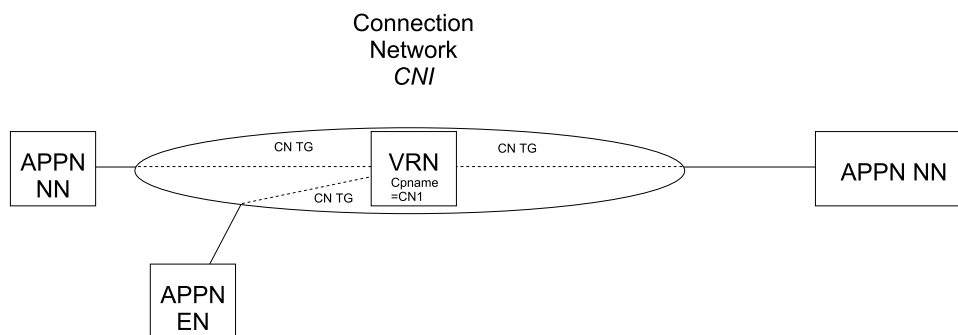 Connection
Network
CNI
CN TG
CN TG
APPN
NN
VRN
Cpname
=CN1
APPN NN
CN TG
APPN
EN